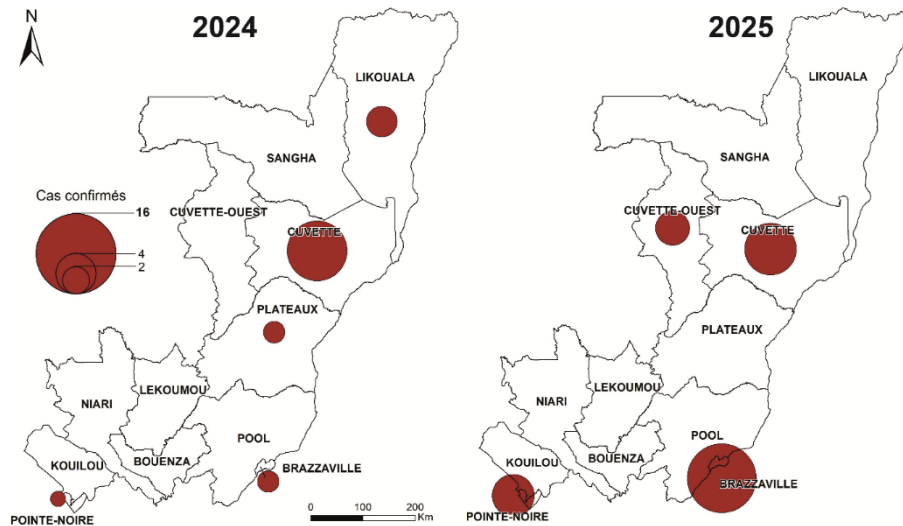 N
2024
LIKOUALA
SANGHA
Cas confirmés
16
4
2
CUVETTE-OUEST
CUVETTE
PLATEAUX
LEKOUMOU
NIARI
POOL
BOUENZA
KOUILOU
BRAZZAVILLE
POINTE-NOIRE
0 100 200
Km
2025
LIKOUALA
SANGHA
CUVETTE-OUEST
CUVETTE
PLATEAUX
LEKOUMOU
NIARI
POOL
BOUENZA
KOUILOU
BRAZZAVILLE
POINTE-NOIRE